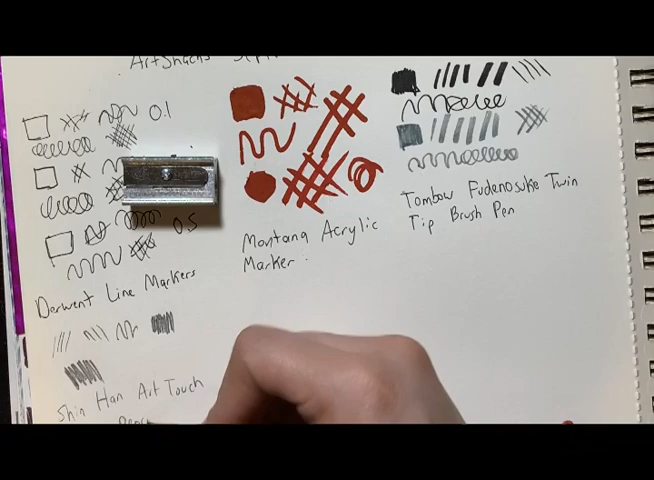 ArtSnacks
0.1
0.5
Derwent Line Markers
Shin Han Art Touch
Montana Acrylic
Marker
Tombow Fudenosuke Twin
Tip Brush Pen